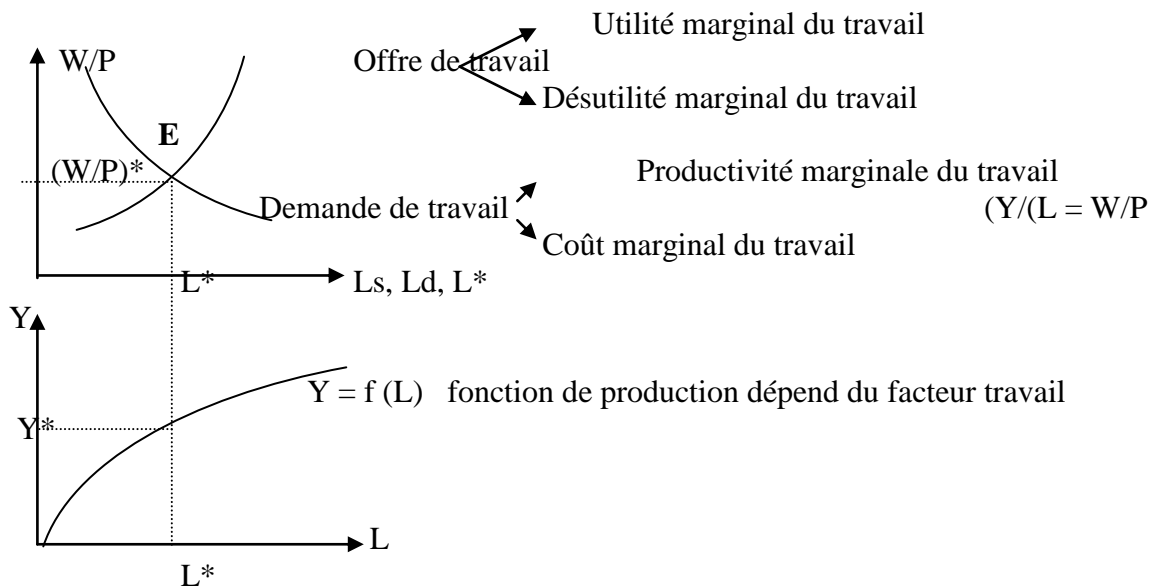 Utilité marginal du travail
W/P Offre de travail
Désutilité marginal du travail
E
(W/P)* Productivité marginale du travail
Demande de travail (Y/(L = W/P
Coût marginal du travail
L* Ls, Ld, L*
Y
Y = f (L) fonction de production dépend du facteur travail
Y*
L
L*